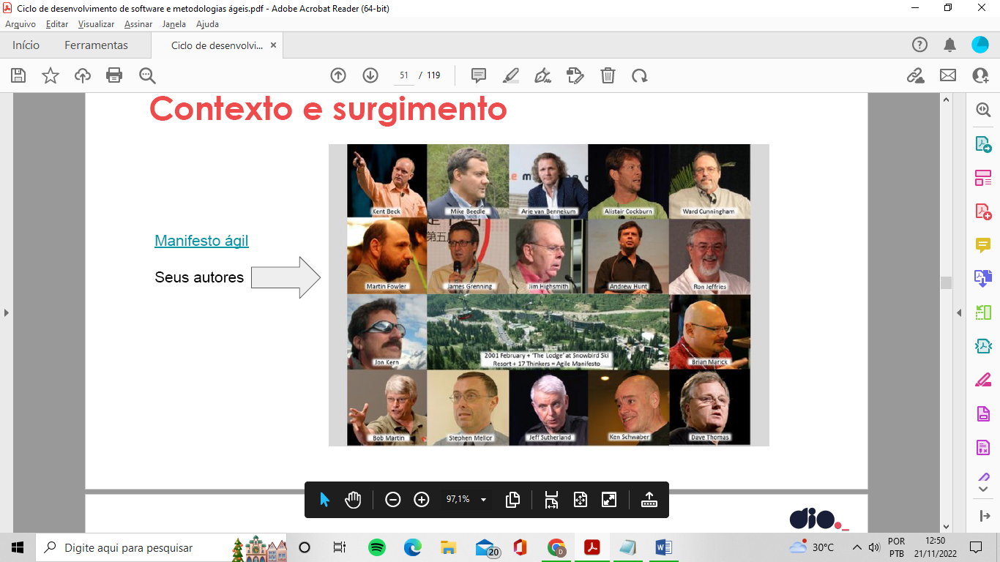 Ciclo de desenvolvimento de software e metodologias ágeis.pdf - Adobe Acrobat Reader (64-bit)
Arquivo Editar Visualizar Assinar Janela Ajuda
Início Ferramentas Ciclo de desenvolvi... ×
51 / 119
Contexto e surgimento
Kent Beck Mike Beedle Arie van Bennekum Alistair Cockburn Ward Cunningham
Manifesto ágil
Seus autores
第五
Martin Fowler James Grenning Jim Highsmith Andrew Hunt Ron Jeffries
Jon Kern
2001 February + 'The Lodge' at Snowbird Ski
Resort + 17 Thinkers = Agile Manifesto
Brian Marick
Bob Martin Stephen Mellor Jeff Sutherland Ken Schwaber Dave Thomas
97,1%
dio
Digite aqui para pesquisar
20
30°C
POR
PTB
12:50
21/11/2022